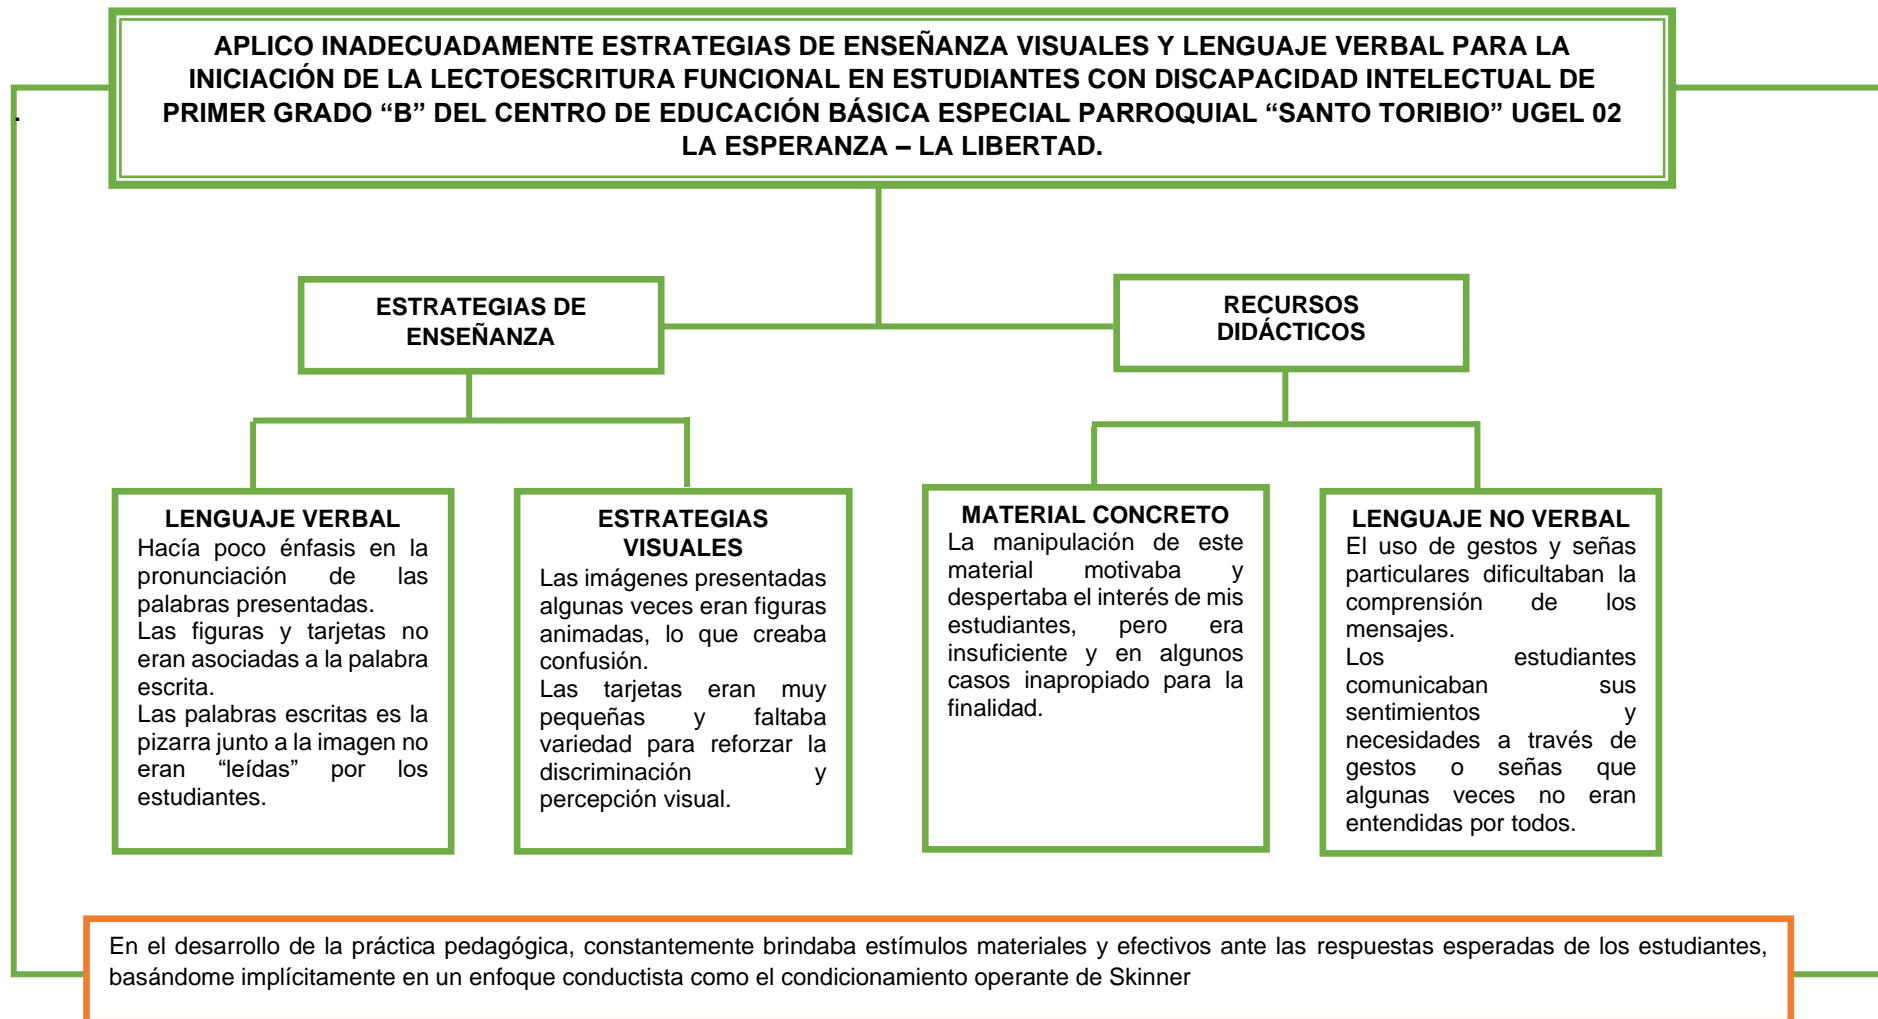 APLICO INADECUADAMENTE ESTRATEGIAS DE ENSEÑANZA VISUALES Y LENGUAJE VERBAL PARA LA
INICIACIÓN DE LA LECTOESCRITURA FUNCIONAL EN ESTUDIANTES CON DISCAPACIDAD INTELECTUAL DE
PRIMER GRADO “B” DEL CENTRO DE EDUCACIÓN BÁSICA ESPECIAL PARROQUIAL “SANTO TORIBIO” UGEL 02
LA ESPERANZA – LA LIBERTAD.
.
ESTRATEGIAS DE
ENSEÑANZA
RECURSOS
DIDÁCTICOS
LENGUAJE VERBAL
Hacía poco énfasis en la
pronunciación de las
palabras presentadas.
Las figuras y tarjetas no
eran asociadas a la palabra
escrita.
Las palabras escritas es la
pizarra junto a la imagen no
eran “leídas” por los
estudiantes.
ESTRATEGIAS
VISUALES
Las imágenes presentadas
algunas veces eran figuras
animadas, lo que creaba
confusión.
Las tarjetas eran muy
pequeñas y faltaba
variedad para reforzar la
discriminación y
percepción visual.
MATERIAL CONCRETO
La manipulación de este
material motivaba y
despertaba el interés de mis
estudiantes, pero era
insuficiente y en algunos
casos inapropiado para la
finalidad.
LENGUAJE NO VERBAL
El uso de gestos y señas
particulares dificultaban la
comprensión de los
mensajes.
Los estudiantes
comunicaban sus
sentimientos y
necesidades a través de
gestos o señas que
algunas veces no eran
entendidas por todos.
En el desarrollo de la práctica pedagógica, constantemente brindaba estímulos materiales y efectivos ante las respuestas esperadas de los estudiantes,
basándome implícitamente en un enfoque conductista como el condicionamiento operante de Skinner